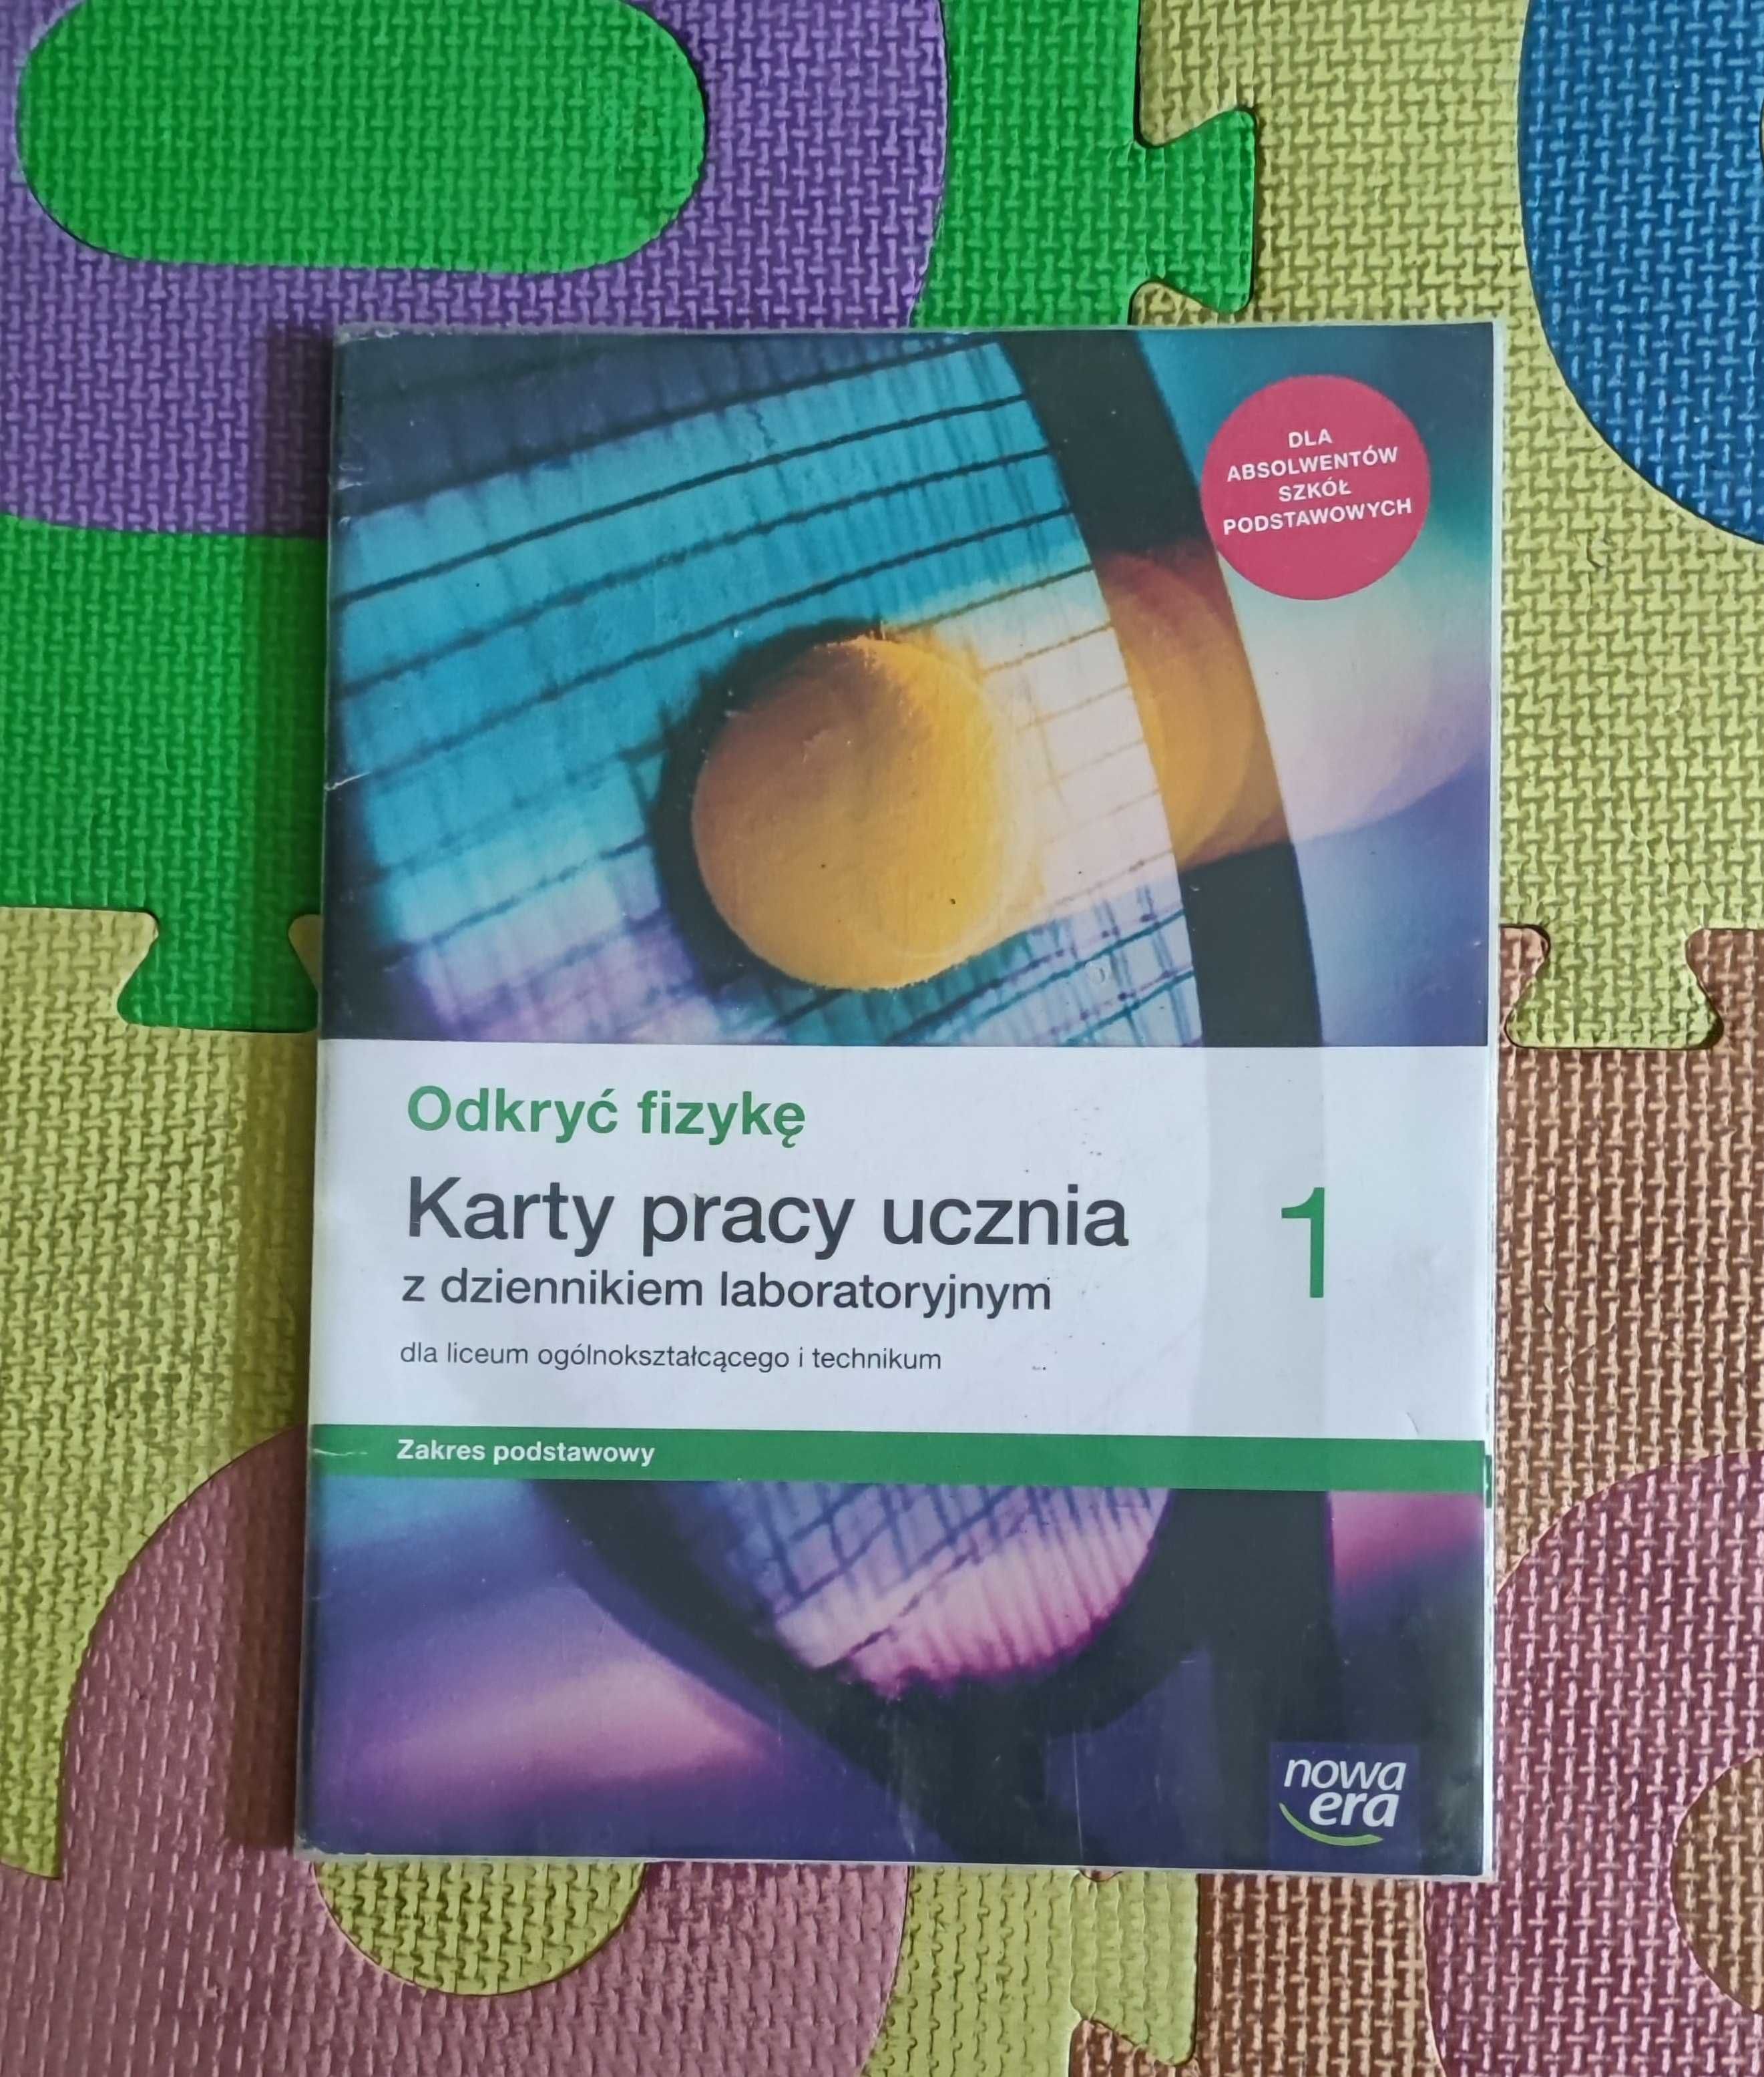 DLA
ABSOLWENTÓW
SZKÓŁ
PODSTAWOWYCH
Odkryć fizykę
Karty pracy ucznia
1
z dziennikiem laboratoryjnym
dla liceum ogólnokształcącego i technikum
Zakres podstawowy
nowa
era